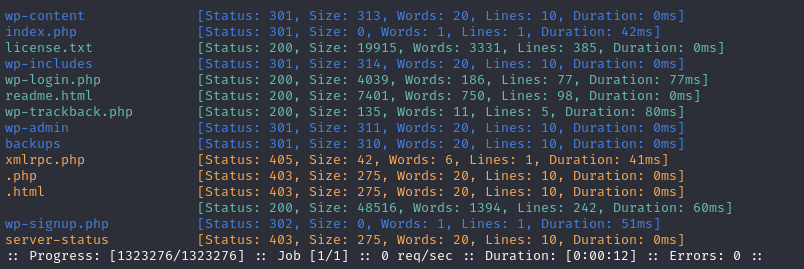 wp-content [Status: 301, Size: 313, Words: 20, Lines: 10, Duration: 0ms]
index.php [Status: 301, Size: 0, Words: 1, Lines: 1, Duration: 42ms]
license.txt [Status: 200, Size: 19915, Words: 3331, Lines: 385, Duration: 0ms]
wp-includes [Status: 301, Size: 314, Words: 20, Lines: 10, Duration: 0ms]
wp-login.php [Status: 200, Size: 4039, Words: 186, Lines: 77, Duration: 77ms]
readme.html [Status: 200, Size: 7401, Words: 750, Lines: 98, Duration: 0ms]
wp-trackback.php [Status: 200, Size: 135, Words: 11, Lines: 5, Duration: 80ms]
wp-admin [Status: 301, Size: 311, Words: 20, Lines: 10, Duration: 0ms]
backups [Status: 301, Size: 310, Words: 20, Lines: 10, Duration: 0ms]
xmlrpc.php [Status: 405, Size: 42, Words: 6, Lines: 1, Duration: 41ms]
.php [Status: 403, Size: 275, Words: 20, Lines: 10, Duration: 0ms]
.html [Status: 403, Size: 275, Words: 20, Lines: 10, Duration: 0ms]
[Status: 200, Size: 48516, Words: 1394, Lines: 242, Duration: 60ms]
wp-signup.php [Status: 302, Size: 0, Words: 1, Lines: 1, Duration: 51ms]
server-status [Status: 403, Size: 275, Words: 20, Lines: 10, Duration: 0ms]
:: Progress: [1323276/1323276] :: Job [1/1] :: 0 req/sec :: Duration: [0:00:12] :: Errors: 0 ::